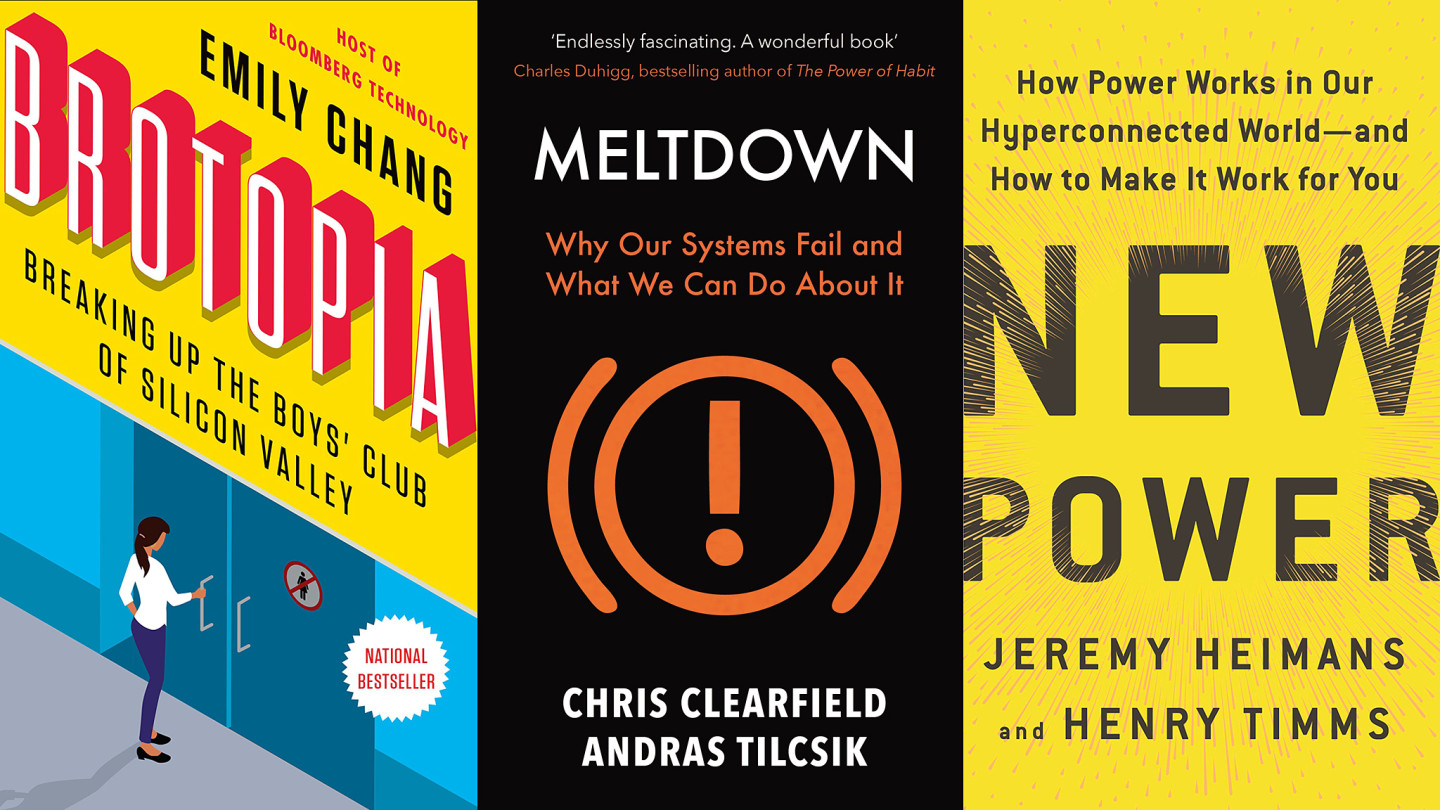 HOST OF
BLOOMBERG TECHNOLOGY
EMILY CHANG
BROTOPIA
BREAKING UP THE BOYS' CLUB
OF SILICON VALLEY
NATIONAL
BESTSELLER
‘Endlessly fascinating. A wonderful book’
Charles Duhigg, bestselling author of The Power of Habit
MELTDOWN
Why Our Systems Fail and
What We Can Do About It
!
CHRIS CLEARFIELD
ANDRAS TILCSIK
How Power Works in Our
Hyperconnected World—and
How to Make It Work for You
NEW
POWER
JEREMY HEIMANS
and HENRY TIMMS